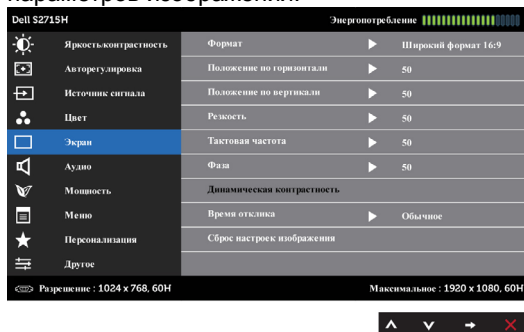 параметров изображения.
Dell S2715H Энергопотребление
Яркость/контрастность Формат Широкий формат 16:9
Авторегулировка Положение по горизонтали 50
Источник сигнала Положение по вертикали 50
Цвет Резкость 50
Экран Тактовая частота 50
Аудио Фаза 50
Мощность Динамическая контрастность
Меню Время отклика Обычное
Персонализация Сброс настроек изображения
Другое
Разрешение : 1024 x 768, 60H Максимальное : 1920 x 1080, 60H